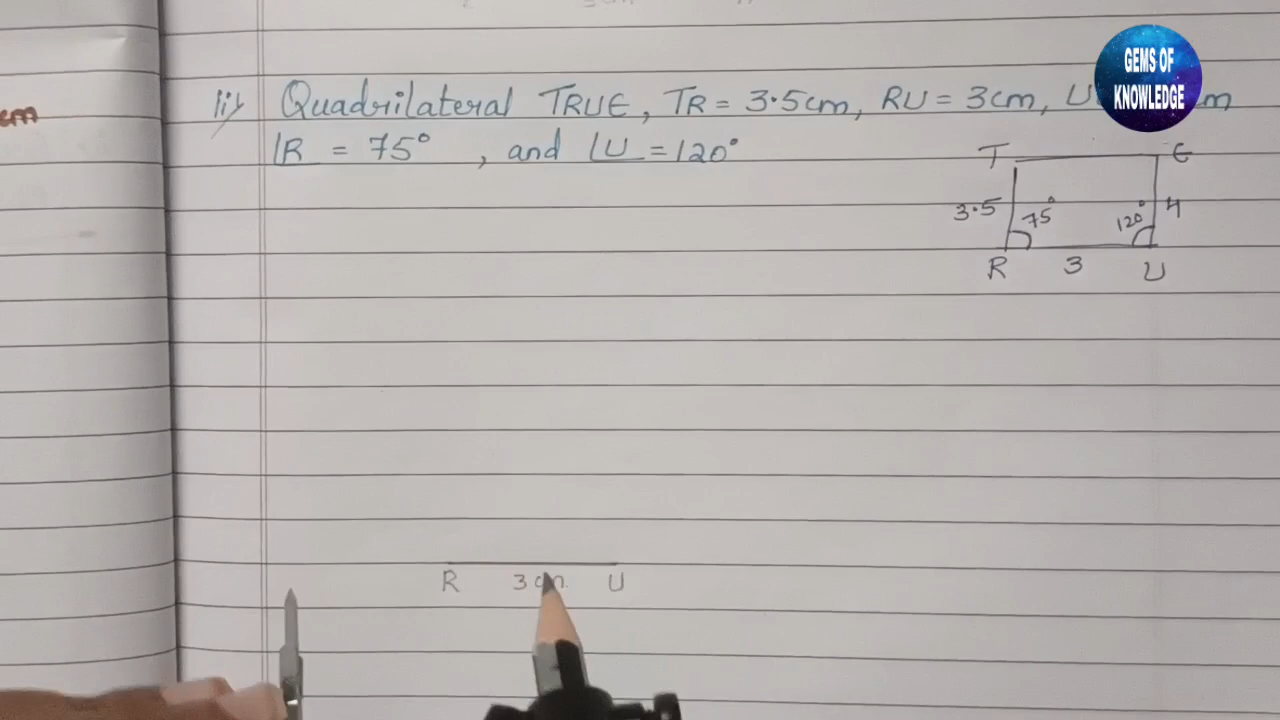 ii) Quadrilateral TRUE, TR = 3.5cm, RU = 3cm, U
∠R = 75°, and ∠U = 120°
cm
GEMS OF
KNOWLEDGE
T E
3.5 75° 120° 4
R 3 U
R 3cm U